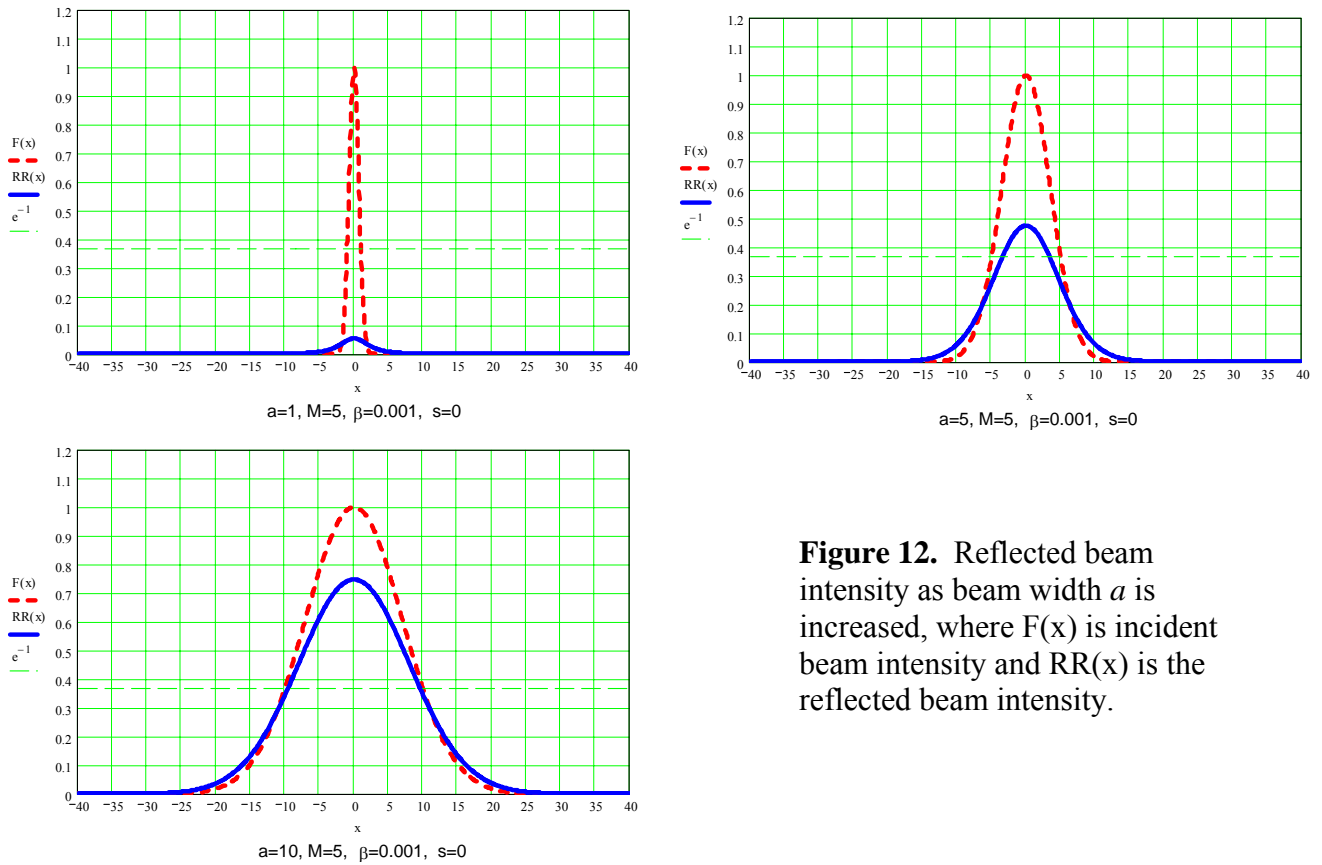 1.2
1.1
1
0.9
0.8
0.7
0.6
0.5
0.4
0.3
0.2
0.1
0
F(x)
RR(x)
e⁻¹
−40 −35 −30 −25 −20 −15 −10 −5 0 5 10 15 20 25 30 35 40
x
a=1, M=5, β=0.001, s=0
1.2
1.1
1
0.9
0.8
0.7
0.6
0.5
0.4
0.3
0.2
0.1
0
F(x)
RR(x)
e⁻¹
−40 −35 −30 −25 −20 −15 −10 −5 0 5 10 15 20 25 30 35 40
x
a=5, M=5, β=0.001, s=0
1.2
1.1
1
0.9
0.8
0.7
0.6
0.5
0.4
0.3
0.2
0.1
0
F(x)
RR(x)
e⁻¹
−40 −35 −30 −25 −20 −15 −10 −5 0 5 10 15 20 25 30 35 40
x
a=10, M=5, β=0.001, s=0
Figure 12. Reflected beam
intensity as beam width a is
increased, where F(x) is incident
beam intensity and RR(x) is the
reflected beam intensity.